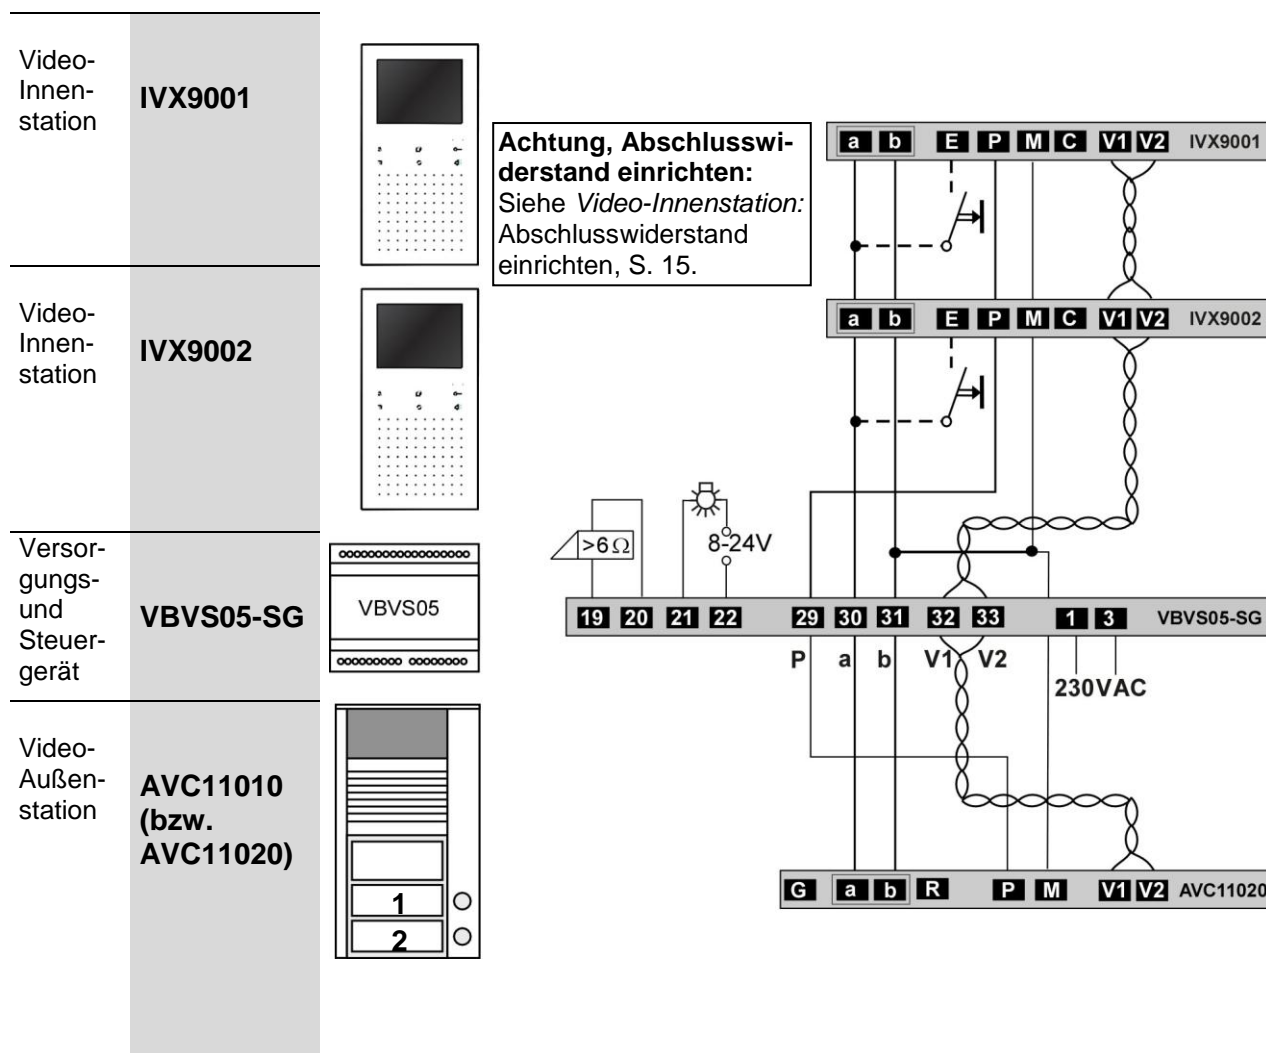 Video-
Innen-
station
IVX9001
Achtung, Abschlusswi-
derstand einrichten:
Siehe Video-Innenstation:
Abschlusswiderstand
einrichten, S. 15.
a b E P M C V1 V2 IVX9001
Video-
Innen-
station
IVX9002
a b E P M C V1 V2 IVX9002
>6Ω
8-24V
Versor-
gungs-
und
Steuer-
gerät
VBVS05-SG
VBVS05
19 20 21 22 29 30 31 32 33 1 3 VBVS05-SG
P a b V1 V2
230VAC
Video-
Außen-
station
AVC11010
(bzw.
AVC11020)
1
2
G a b R P M V1 V2 AVC11020